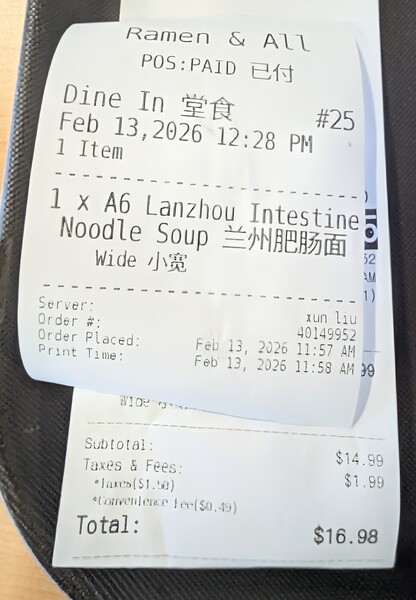 Ramen & All
POS:PAID 已付
Dine In 堂食 #25
Feb 13,2026 12:28 PM
1 Item
1 x A6 Lanzhou Intestine
Noodle Soup 兰州肥肠面
Wide 小宽
Server: xun liu
Order #: 40149952
Order Placed: Feb 13, 2026 11:57 AM
Print Time: Feb 13, 2026 11:58 AM
Wide
Subtotal: $14.99
Taxes & Fees: $1.99
*Taxes($1.50)
*Convenience Fee($0.49)
Total: $16.98